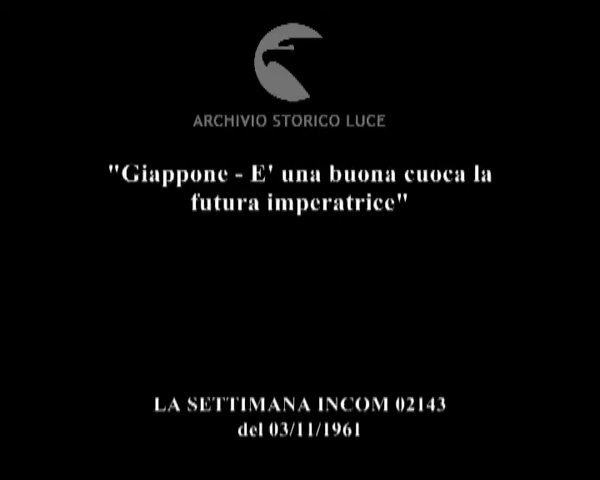 ARCHIVIO STORICO LUCE
"Giappone - E' una buona cuoca la
futura imperatrice"
LA SETTIMANA INCOM 02143
del 03/11/1961